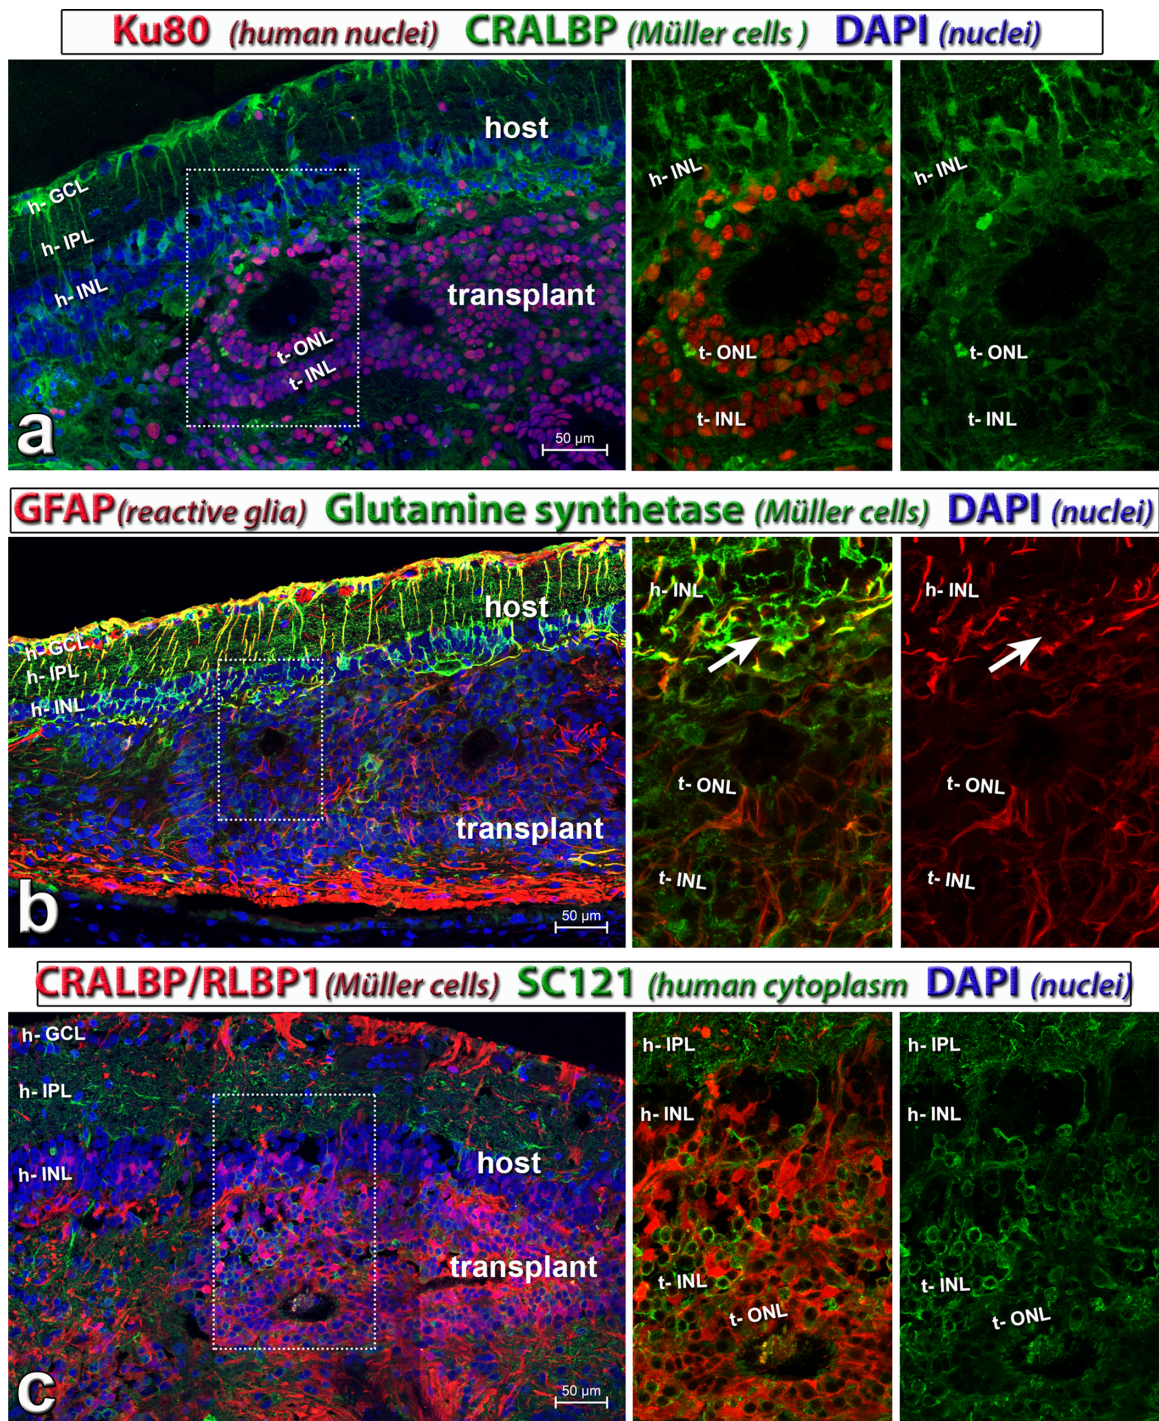 Ku80 (human nuclei) CRALBP (Müller cells ) DAPI (nuclei)
host
h- GCL
h- IPL
h- INL
transplant
t- ONL
t- INL
50 µm
a
h- INL
t- ONL
t- INL
h- INL
t- ONL
t- INL
GFAP(reactive glia) Glutamine synthetase (Müller cells) DAPI (nuclei)
host
h- GCL
h- IPL
h- INL
transplant
50 µm
b
h- INL
t- ONL
t- INL
h- INL
t- ONL
t- INL
CRALBP/RLBP1(Müller cells) SC121 (human cytoplasm DAPI (nuclei)
h- GCL
h- IPL
host
h- INL
transplant
50 µm
c
h- IPL
h- INL
t- INL
t- ONL
h- IPL
h- INL
t- INL
t- ONL